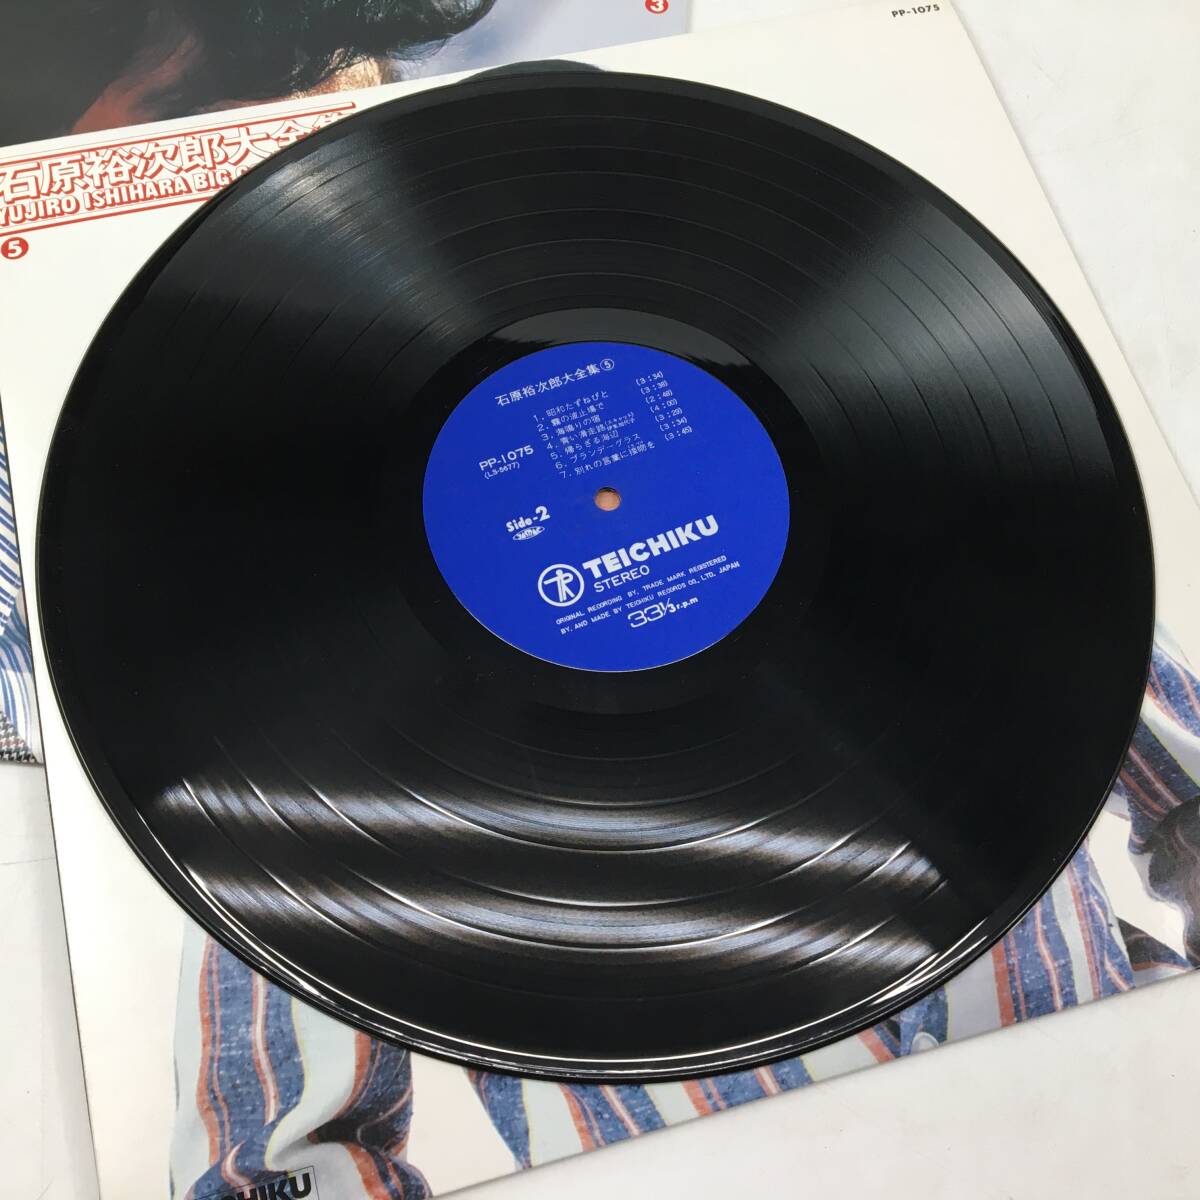 3
PP-1075
石原裕次郎大全集
YUJIRO ISHIHARA BIG
5
石原裕次郎大全集⑤
1. 昭和たずねびと (3:34)
2. 霧の波止場で (3:36)
3. 海鳴りの宿 (2:48)
4. 青い滑走路 (4:00)
5. 帰らざる海辺 (3:29)
6. ブランデーグラス (3:34)
7. 別れの言葉に接吻を (3:45)
PP-1075
(LS-5677)
Side-2
TEICHIKU
STEREO
ORIGINAL RECORDING BY. TRADE MARK REGISTERED
BY. AND MADE BY TEICHIKU RECORDS CO., LTD. JAPAN
33 1/3 r.p.m
CHIKU